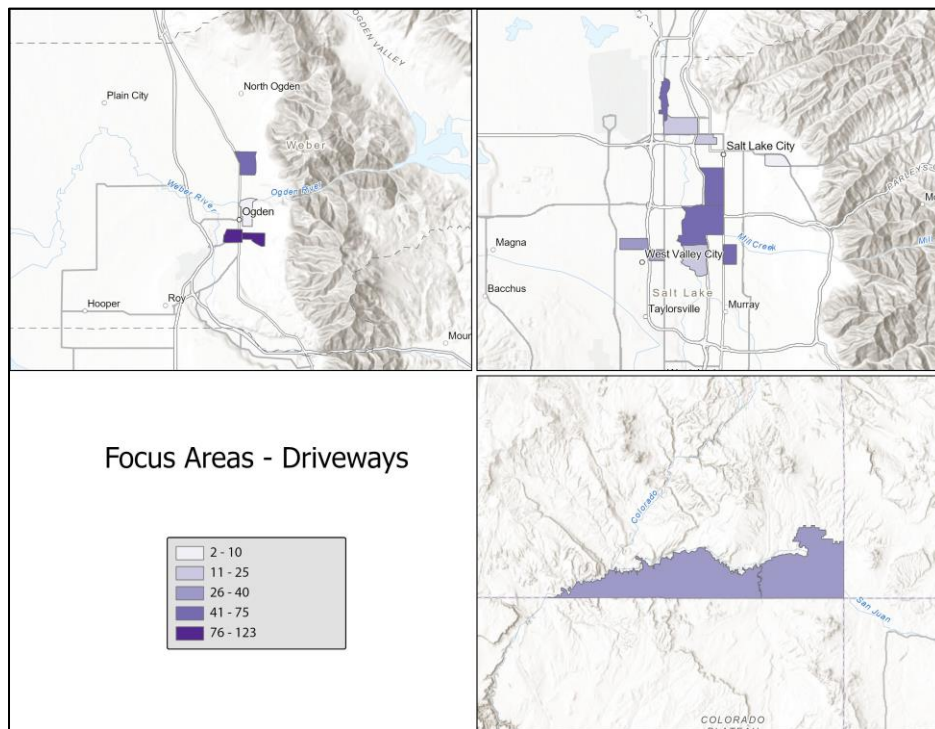 OGDEN VALLEY
North Ogden
Plain City
Weber
Weber River
Ogden River
Ogden
Hooper
Roy
Moun
Salt Lake City
Magna
Mill Creek
Mil
West Valley City
Bacchus
Salt Lake
Taylorsville
Murray
Focus Areas - Driveways
2 - 10
11 - 25
26 - 40
41 - 75
76 - 123
Colorado
San Juan
COLORADO